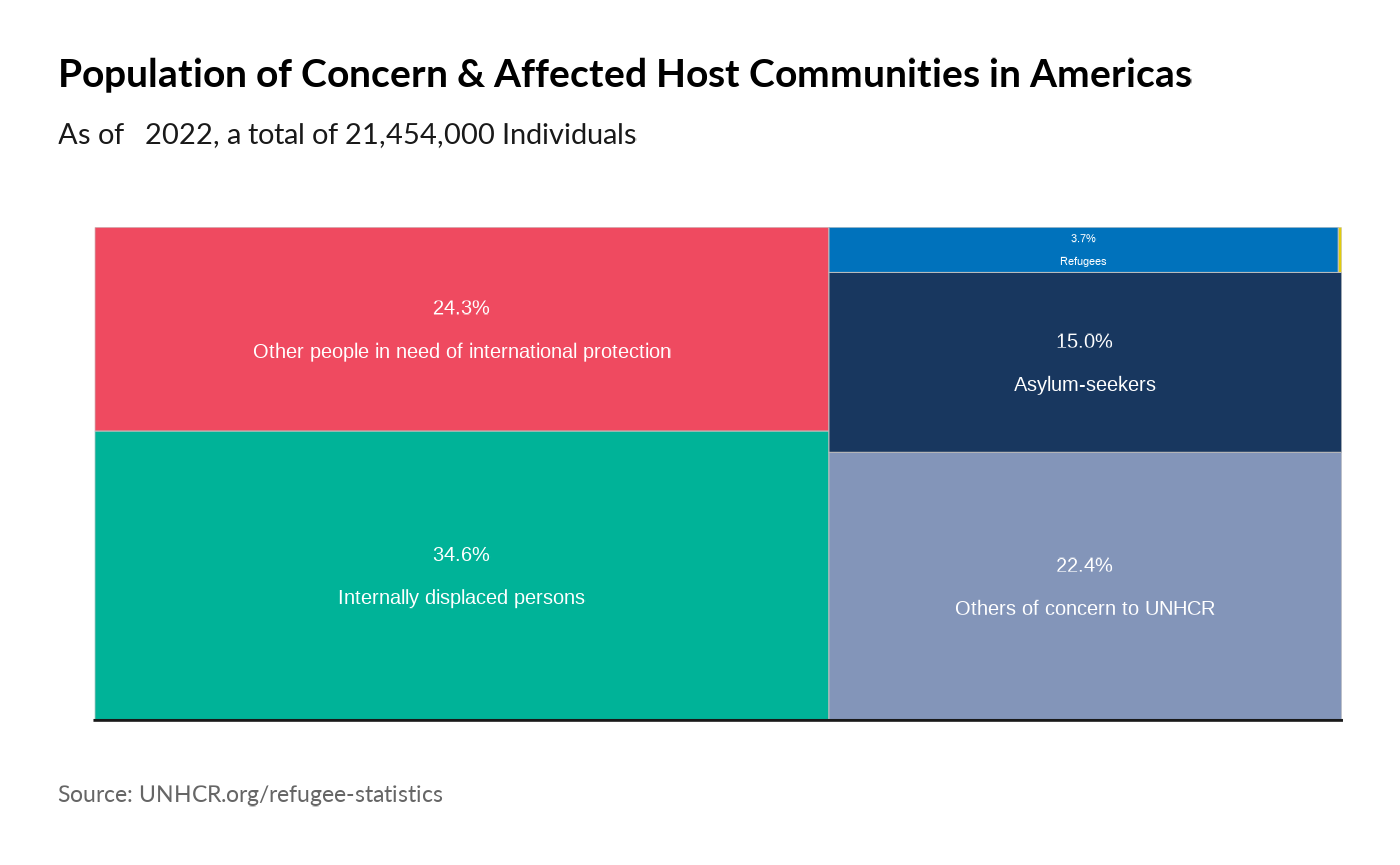 Population of Concern & Affected Host Communities in Americas
As of   2022, a total of 21,454,000 Individuals
24.3%
Other people in need of international protection
34.6%
Internally displaced persons
3.7%
Refugees
15.0%
Asylum-seekers
22.4%
Others of concern to UNHCR
Source: UNHCR.org/refugee-statistics